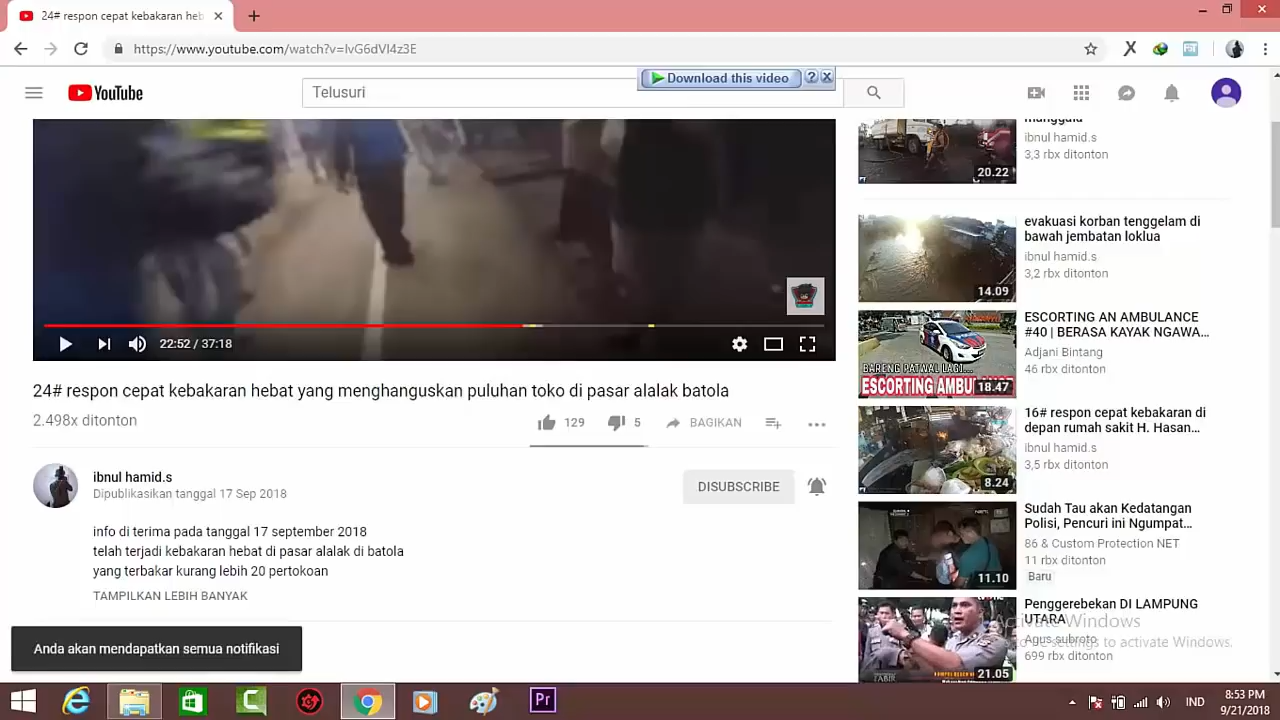 24# respon cepat kebakaran heb
https://www.youtube.com/watch?v=IvG6dVI4z3E
Download this video
YouTube
Telusuri
manggala
ibnul hamid.s
3,3 rbx ditonton
20.22
evakuasi korban tenggelam di
bawah jembatan loklua
ibnul hamid.s
3,2 rbx ditonton
14.09
22:52 / 37:18
ESCORTING AN AMBULANCE
#40 | BERASA KAYAK NGAWA...
Adjani Bintang
46 rbx ditonton
BARENG PATWAL LAGI...
ESCORTING AMBU
18.47
24# respon cepat kebakaran hebat yang menghanguskan puluhan toko di pasar alalak batola
2.498x ditonton
129
5
BAGIKAN
16# respon cepat kebakaran di
depan rumah sakit H. Hasan...
ibnul hamid.s
3,5 rbx ditonton
8.24
ibnul hamid.s
Dipublikasikan tanggal 17 Sep 2018
DISUBSCRIBE
info di terima pada tanggal 17 september 2018
telah terjadi kebakaran hebat di pasar alalak di batola
yang terbakar kurang lebih 20 pertokoan
TAMPILKAN LEBIH BANYAK
Sudah Tau akan Kedatangan
Polisi, Pencuri ini Ngumpat...
86 & Custom Protection NET
11 rbx ditonton
Baru
11.10
Penggerebekan DI LAMPUNG
UTARA
Agus subroto
699 rbx ditonton
21.05
Activate Windows
Go to PC settings to activate Windows.
Anda akan mendapatkan semua notifikasi
Pr
IND
8:53 PM
9/21/2018